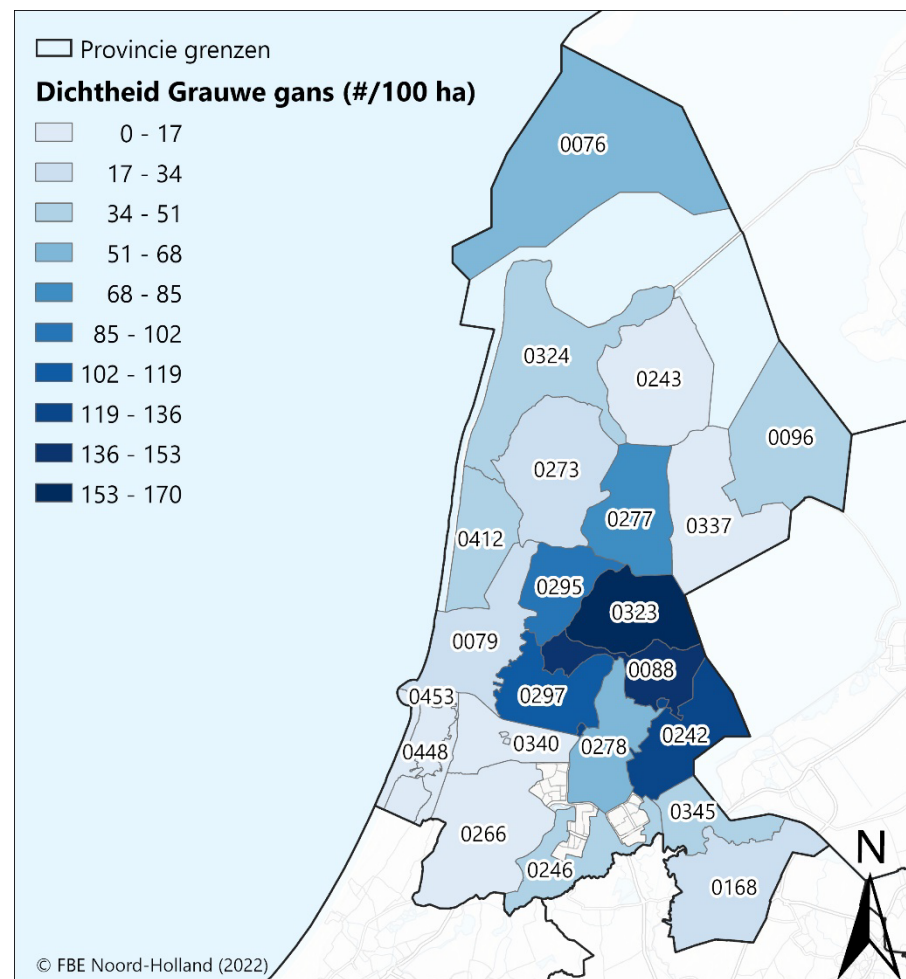 Provincie grenzen
Dichtheid Grauwe gans (#/100 ha)
0 - 17
17 - 34
34 - 51
51 - 68
68 - 85
85 - 102
102 - 119
119 - 136
136 - 153
153 - 170
0076
0324
0243
0096
0273
0277
0337
0412
0295
0323
0079
0088
0297
0453
0242
0340
0278
0448
0345
0266
0246
0168
N
© FBE Noord-Holland (2022)